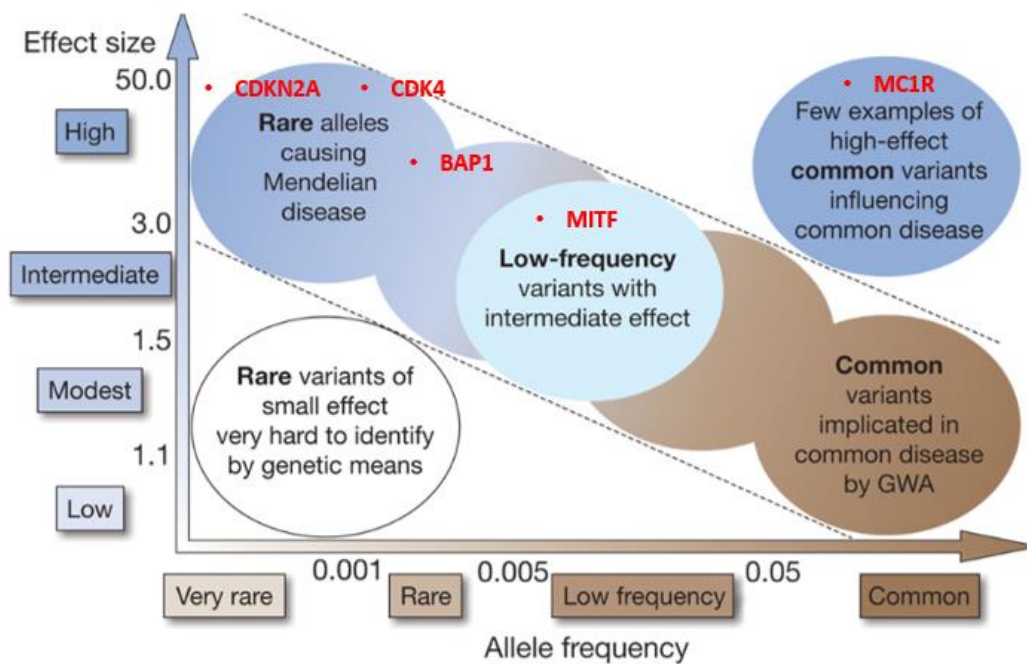 Effect size
50.0
High
3.0
Intermediate
1.5
Modest
1.1
Low
• CDKN2A
• CDK4
Rare alleles
causing
Mendelian
disease
• BAP1
• MITF
Low-frequency
variants with
intermediate effect
• MC1R
Few examples of
high-effect
common variants
influencing
common disease
Rare variants of
small effect
very hard to identify
by genetic means
Common
variants
implicated in
common disease
by GWA
0.001
0.005
0.05
Very rare
Rare
Low frequency
Common
Allele frequency